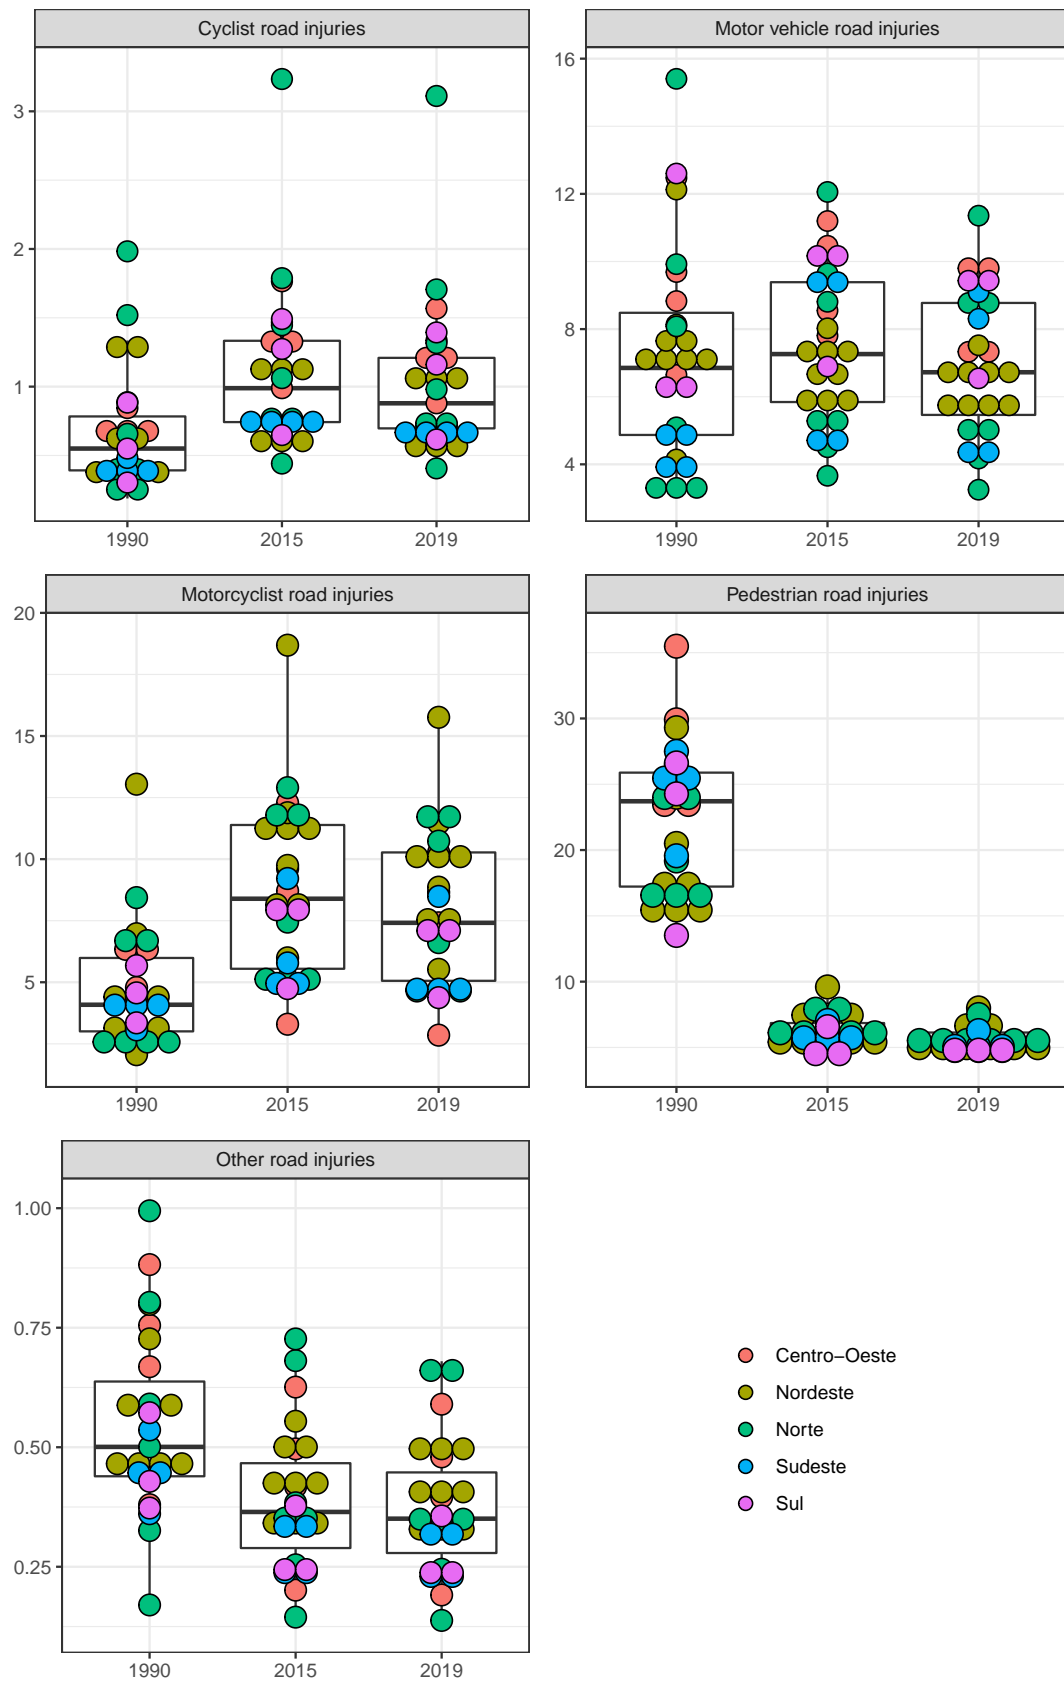 Cyclist road injuries
Motor vehicle road injuries
3
2
1
16
12
8
4
1990 2015 2019
1990 2015 2019
Motorcyclist road injuries
Pedestrian road injuries
20
15
10
5
30
20
10
1990 2015 2019
1990 2015 2019
Other road injuries
1.00
0.75
0.50
0.25
1990 2015 2019
Centro−Oeste
Nordeste
Norte
Sudeste
Sul